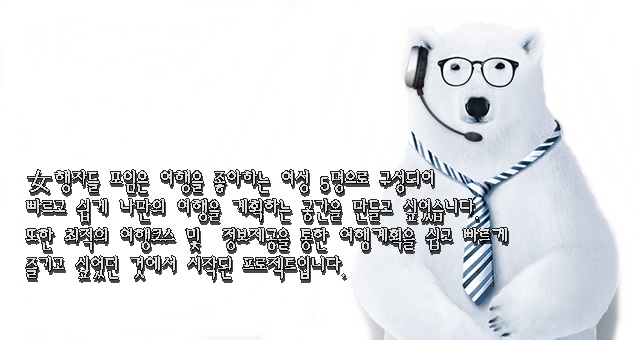 女행자들 모임은 여행을 좋아하는 여성 5명으로 구성되어
빠르고 쉽게 나만의 여행을 계획하는 공간을 만들고 싶었습니다.
또한 최적의 여행코스 및 정보제공을 통한 여행계획을 쉽고 빠르게
즐기고 싶었던 것에서 시작된 프로젝트입니다.